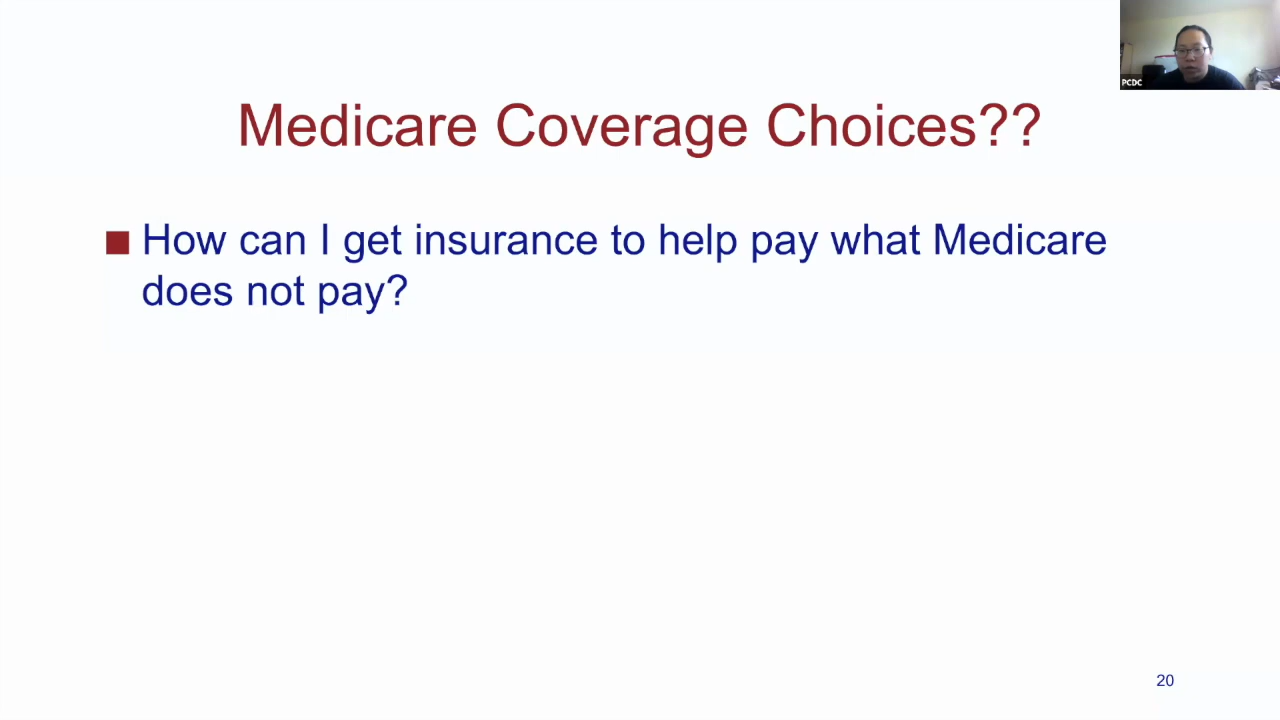 PCDC
Medicare Coverage Choices??
How can I get insurance to help pay what Medicare
does not pay?
20